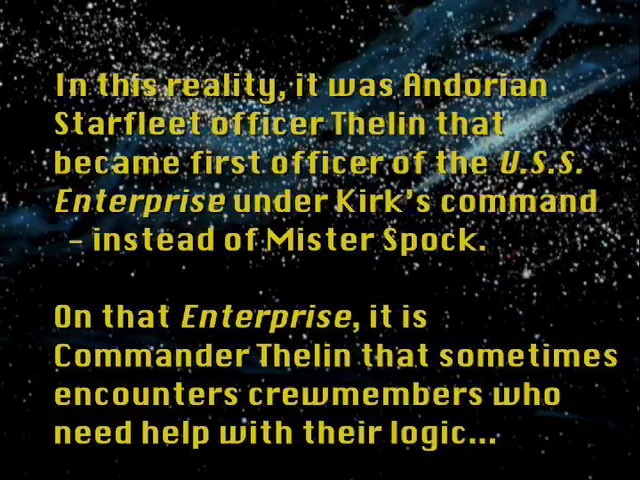 In this reality, it was Andorian
Starfleet officer Thelin that
became first officer of the U.S.S.
Enterprise under Kirk's command
– instead of Mister Spock.
On that Enterprise, it is
Commander Thelin that sometimes
encounters crewmembers who
need help with their logic...